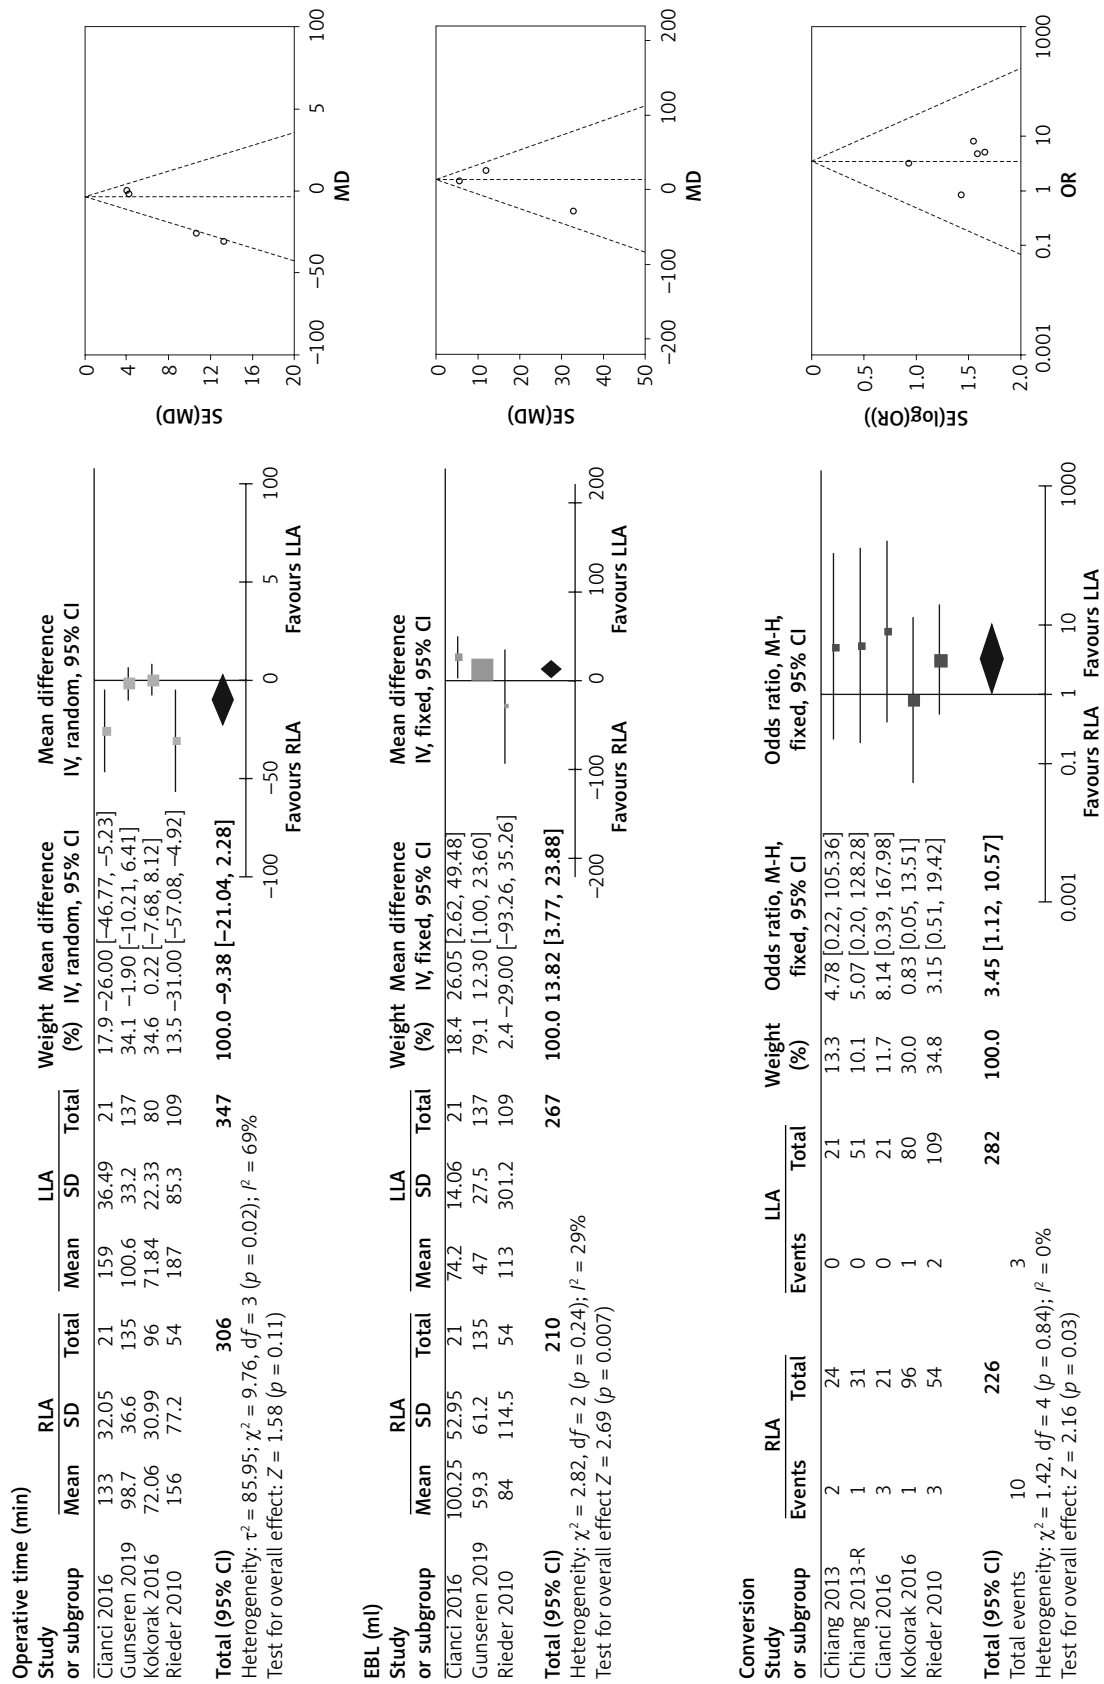 Operative time (min)
Study or subgroup RLA LLA Weight (%) Mean difference IV, random, 95% CI Mean difference IV, random, 95% CI
Mean SD Total Mean SD Total
Cianci 2016 133 32.05 21 159 36.49 21 17.9 −26.00 [−46.77, −5.23]
Gunseren 2019 98.7 36.6 135 100.6 33.2 137 34.1 −1.90 [−10.21, 6.41]
Kokorak 2016 72.06 30.99 96 71.84 22.33 80 34.6 0.22 [−7.68, 8.12]
Rieder 2010 156 77.2 54 187 85.3 109 13.5 −31.00 [−57.08, −4.92]
Total (95% CI) 306 347 100.0 −9.38 [−21.04, 2.28]
Heterogeneity: τ² = 85.95; χ² = 9.76, df = 3 (p = 0.02); I² = 69%
Test for overall effect: Z = 1.58 (p = 0.11)
−100 −50 0 5 100
Favours RLA Favours LLA
0
4
8
12
16
20
SE(MD)
−100 −50 0 5 100
MD
EBL (ml)
Study or subgroup RLA LLA Weight (%) Mean difference IV, fixed, 95% CI Mean difference IV, fixed, 95% CI
Mean SD Total Mean SD Total
Cianci 2016 100.25 52.95 21 74.2 14.06 21 18.4 26.05 [2.62, 49.48]
Gunseren 2019 59.3 61.2 135 47 27.5 137 79.1 12.30 [1.00, 23.60]
Rieder 2010 84 114.5 54 113 301.2 109 2.4 −29.00 [−93.26, 35.26]
Total (95% CI) 210 267 100.0 13.82 [3.77, 23.88]
Heterogeneity: χ² = 2.82, df = 2 (p = 0.24); I² = 29%
Test for overall effect Z = 2.69 (p = 0.007)
−200 −100 0 100 200
Favours RLA Favours LLA
0
10
20
30
40
50
SE(MD)
−200 −100 0 100 200
MD
Conversion
Study or subgroup RLA LLA Weight (%) Odds ratio, M-H, fixed, 95% CI Odds ratio, M-H, fixed, 95% CI
Events Total Events Total
Chiang 2013 2 24 0 21 13.3 4.78 [0.22, 105.36]
Chiang 2013-R 1 31 0 51 10.1 5.07 [0.20, 128.28]
Cianci 2016 3 21 0 21 11.7 8.14 [0.39, 167.98]
Kokorak 2016 1 96 1 80 30.0 0.83 [0.05, 13.51]
Rieder 2010 3 54 2 109 34.8 3.15 [0.51, 19.42]
Total (95% CI) 226 282 100.0 3.45 [1.12, 10.57]
Total events 10 3
Heterogeneity: χ² = 1.42, df = 4 (p = 0.84); I² = 0%
Test for overall effect: Z = 2.16 (p = 0.03)
0.001 0.1 1 10 1000
Favours RLA Favours LLA
0
0.5
1.0
1.5
2.0
SE(log(OR))
0.001 0.1 1 10 1000
OR